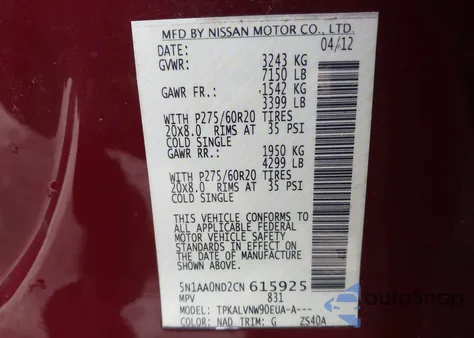 MFD BY NISSAN MOTOR CO., LTD.
DATE: 04/12
GVWR: 3243 KG
7150 LB
GAWR FR.: 1542 KG
3399 LB
WITH P275/60R20 TIRES
20X8.0 RIMS AT 35 PSI
COLD SINGLE
GAWR RR.: 1950 KG
4299 LB
WITH P275/60R20 TIRES
20X8.0 RIMS AT 35 PSI
COLD SINGLE
THIS VEHICLE CONFORMS TO
ALL APPLICABLE FEDERAL
MOTOR VEHICLE SAFETY
STANDARDS IN EFFECT ON
THE DATE OF MANUFACTURE
SHOWN ABOVE.
5N1AA0ND2CN 615925
MPV 831
MODEL: TPKALVNW90EUA-A---
COLOR: NAD TRIM: G ZS40A
AutoSnap